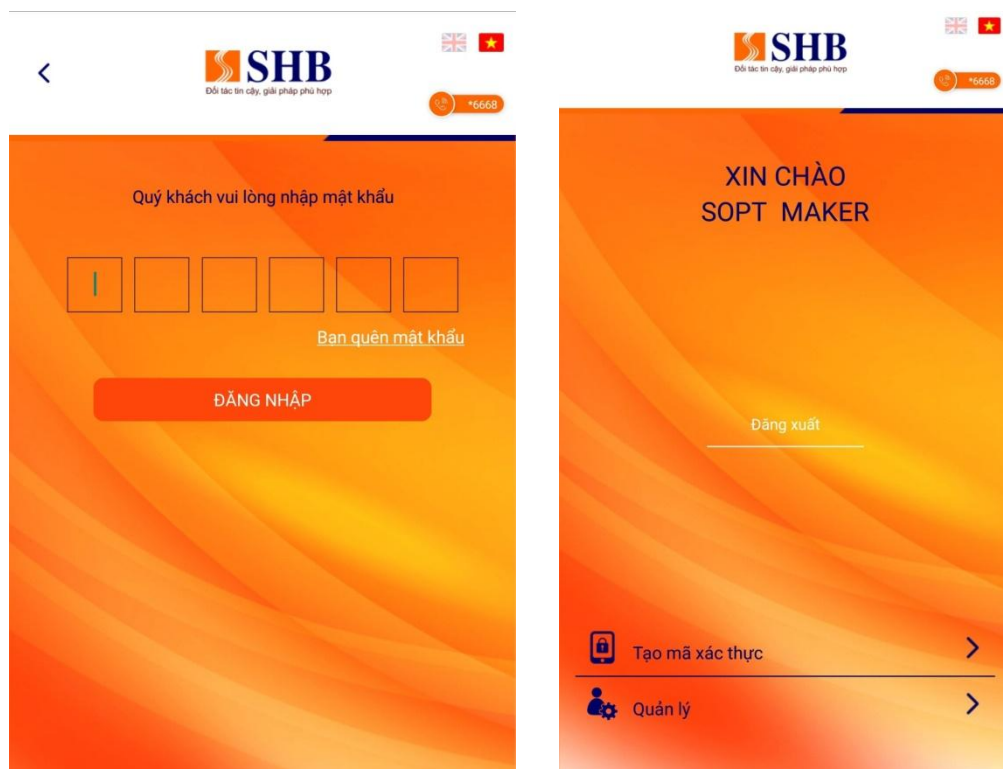 SHB
Đối tác tin cậy, giải pháp phù hợp
*6668
Quý khách vui lòng nhập mật khẩu
Bạn quên mật khẩu
ĐĂNG NHẬP
SHB
Đối tác tin cậy, giải pháp phù hợp
*6668
XIN CHÀO
SOPT MAKER
Đăng xuất
Tạo mã xác thực
Quản lý